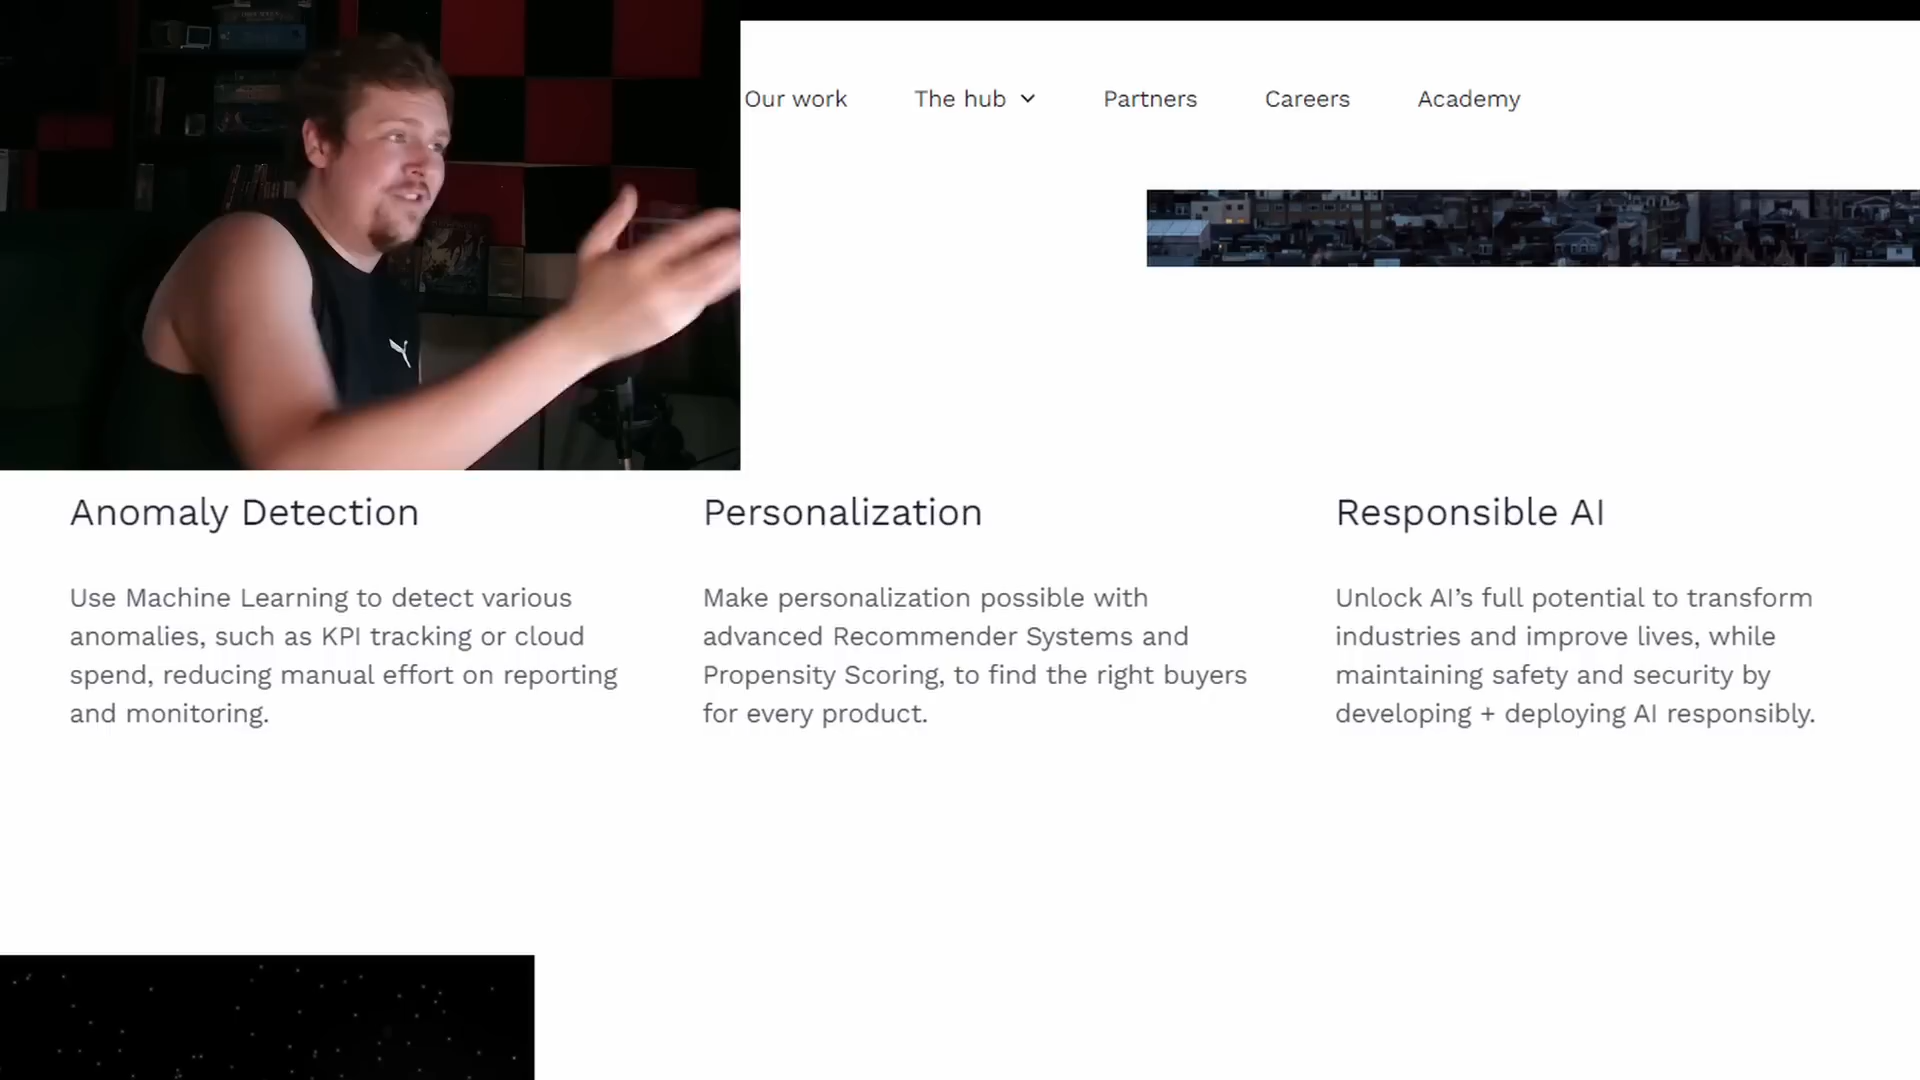 Our work The hub Partners Careers Academy
Anomaly Detection
Use Machine Learning to detect various
anomalies, such as KPI tracking or cloud
spend, reducing manual effort on reporting
and monitoring.
Personalization
Make personalization possible with
advanced Recommender Systems and
Propensity Scoring, to find the right buyers
for every product.
Responsible AI
Unlock AI’s full potential to transform
industries and improve lives, while
maintaining safety and security by
developing + deploying AI responsibly.